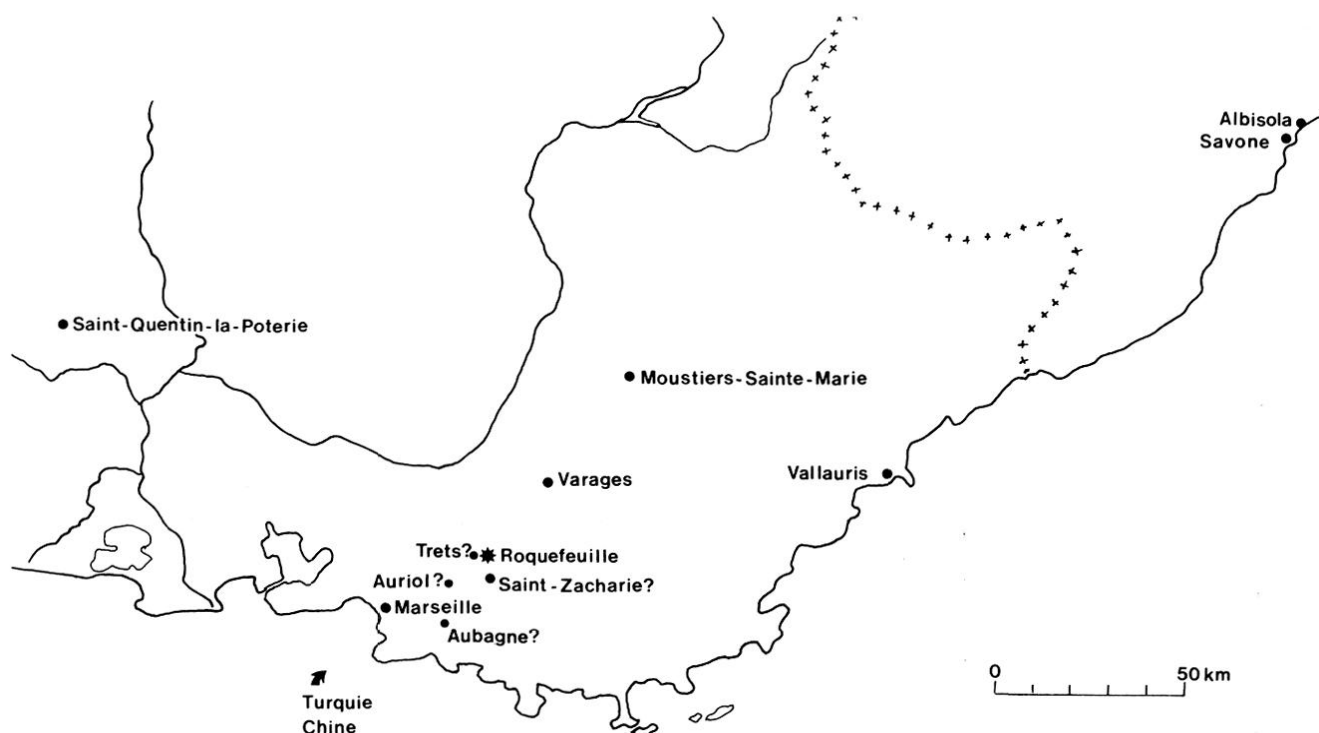 Albisola
Savone
Saint-Quentin-la-Poterie
Moustiers-Sainte-Marie
Vallauris
Varages
Trets?
Roquefeuille
Auriol?
Saint-Zacharie?
Marseille
Aubagne?
Turquie
Chine
0 50 km